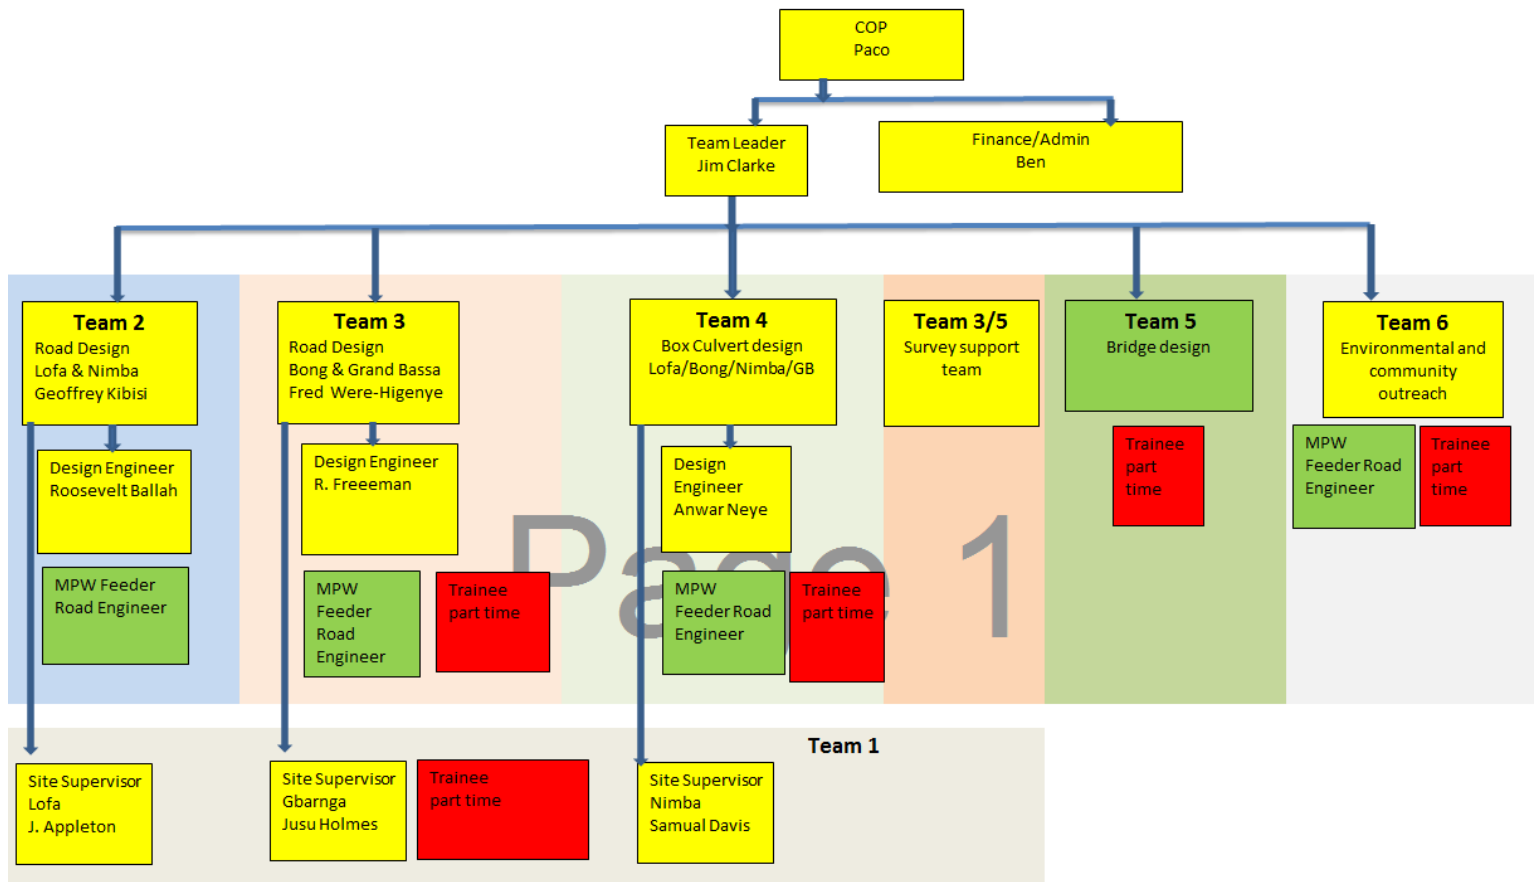 COP
Paco
Team Leader
Jim Clarke
Finance/Admin
Ben
Team 2
Road Design
Lofa & Nimba
Geoffrey Kibisi
Team 3
Road Design
Bong & Grand Bassa
Fred Were-Higenye
Team 4
Box Culvert design
Lofa/Bong/Nimba/GB
Team 3/5
Survey support
team
Team 5
Bridge design
Team 6
Environmental and
community
outreach
Design Engineer
Roosevelt Ballah
Design Engineer
R. Freeeman
Design
Engineer
Anwar Neye
Trainee
part
time
MPW
Feeder Road
Engineer
Trainee
part
time
MPW Feeder
Road Engineer
MPW
Feeder
Road
Engineer
Trainee
part time
MPW
Feeder Road
Engineer
Trainee
part time
Page 1
Team 1
Site Supervisor
Lofa
J. Appleton
Site Supervisor
Gbarnga
Jusu Holmes
Trainee
part time
Site Supervisor
Nimba
Samual Davis